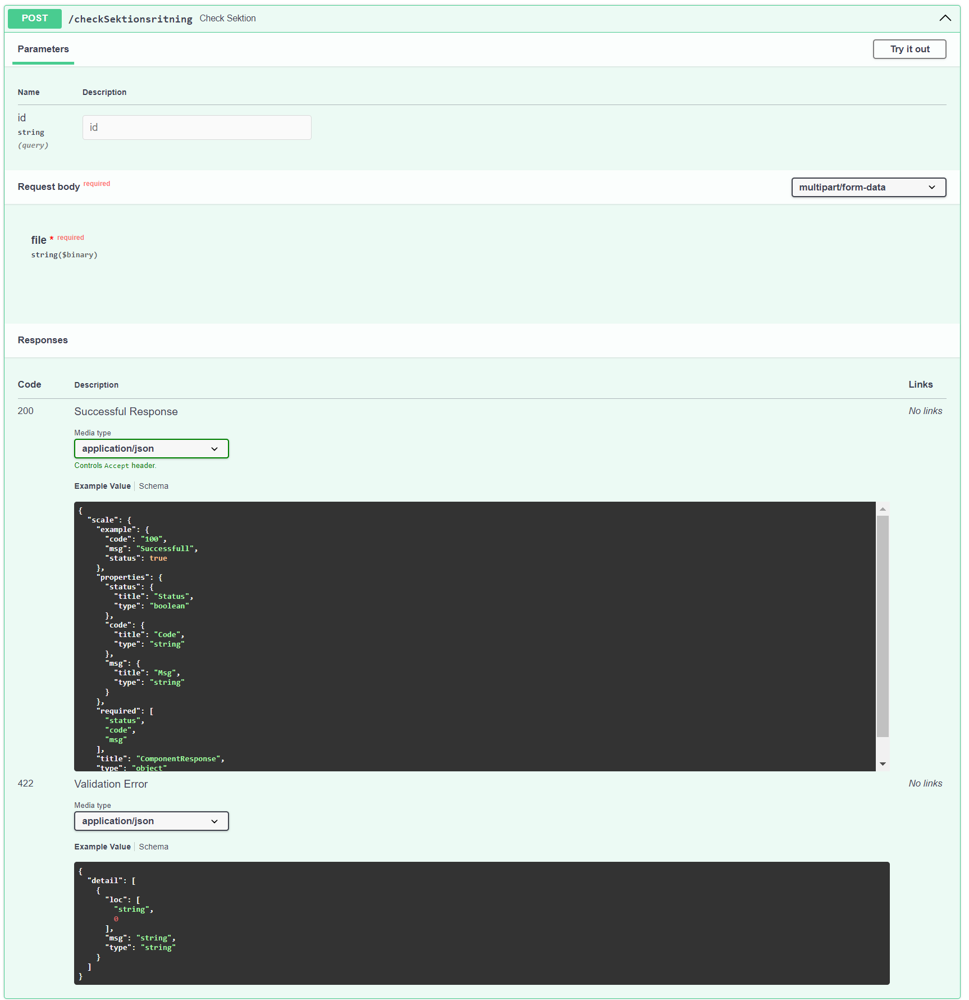 POST /checkSektionsritning Check Sektion
Parameters
Try it out
Name Description
id
string
(query)
id
Request body required
multipart/form-data
file * required
string($binary)
Responses
Code Description Links
200 Successful Response No links
Media type
application/json
Controls Accept header.
Example Value Schema
{
  "scale": {
    "example": {
      "code": "100",
      "msg": "Successfull",
      "status": true
    },
    "properties": {
      "status": {
        "title": "Status",
        "type": "boolean"
      },
      "code": {
        "title": "Code",
        "type": "string"
      },
      "msg": {
        "title": "Msg",
        "type": "string"
      }
    },
    "required": [
      "status",
      "code",
      "msg"
    ],
    "title": "ComponentResponse",
    "type": "object"
422 Validation Error No links
Media type
application/json
Example Value Schema
{
  "detail": [
    {
      "loc": [
        "string",
        0
      ],
      "msg": "string",
      "type": "string"
    }
  ]
}